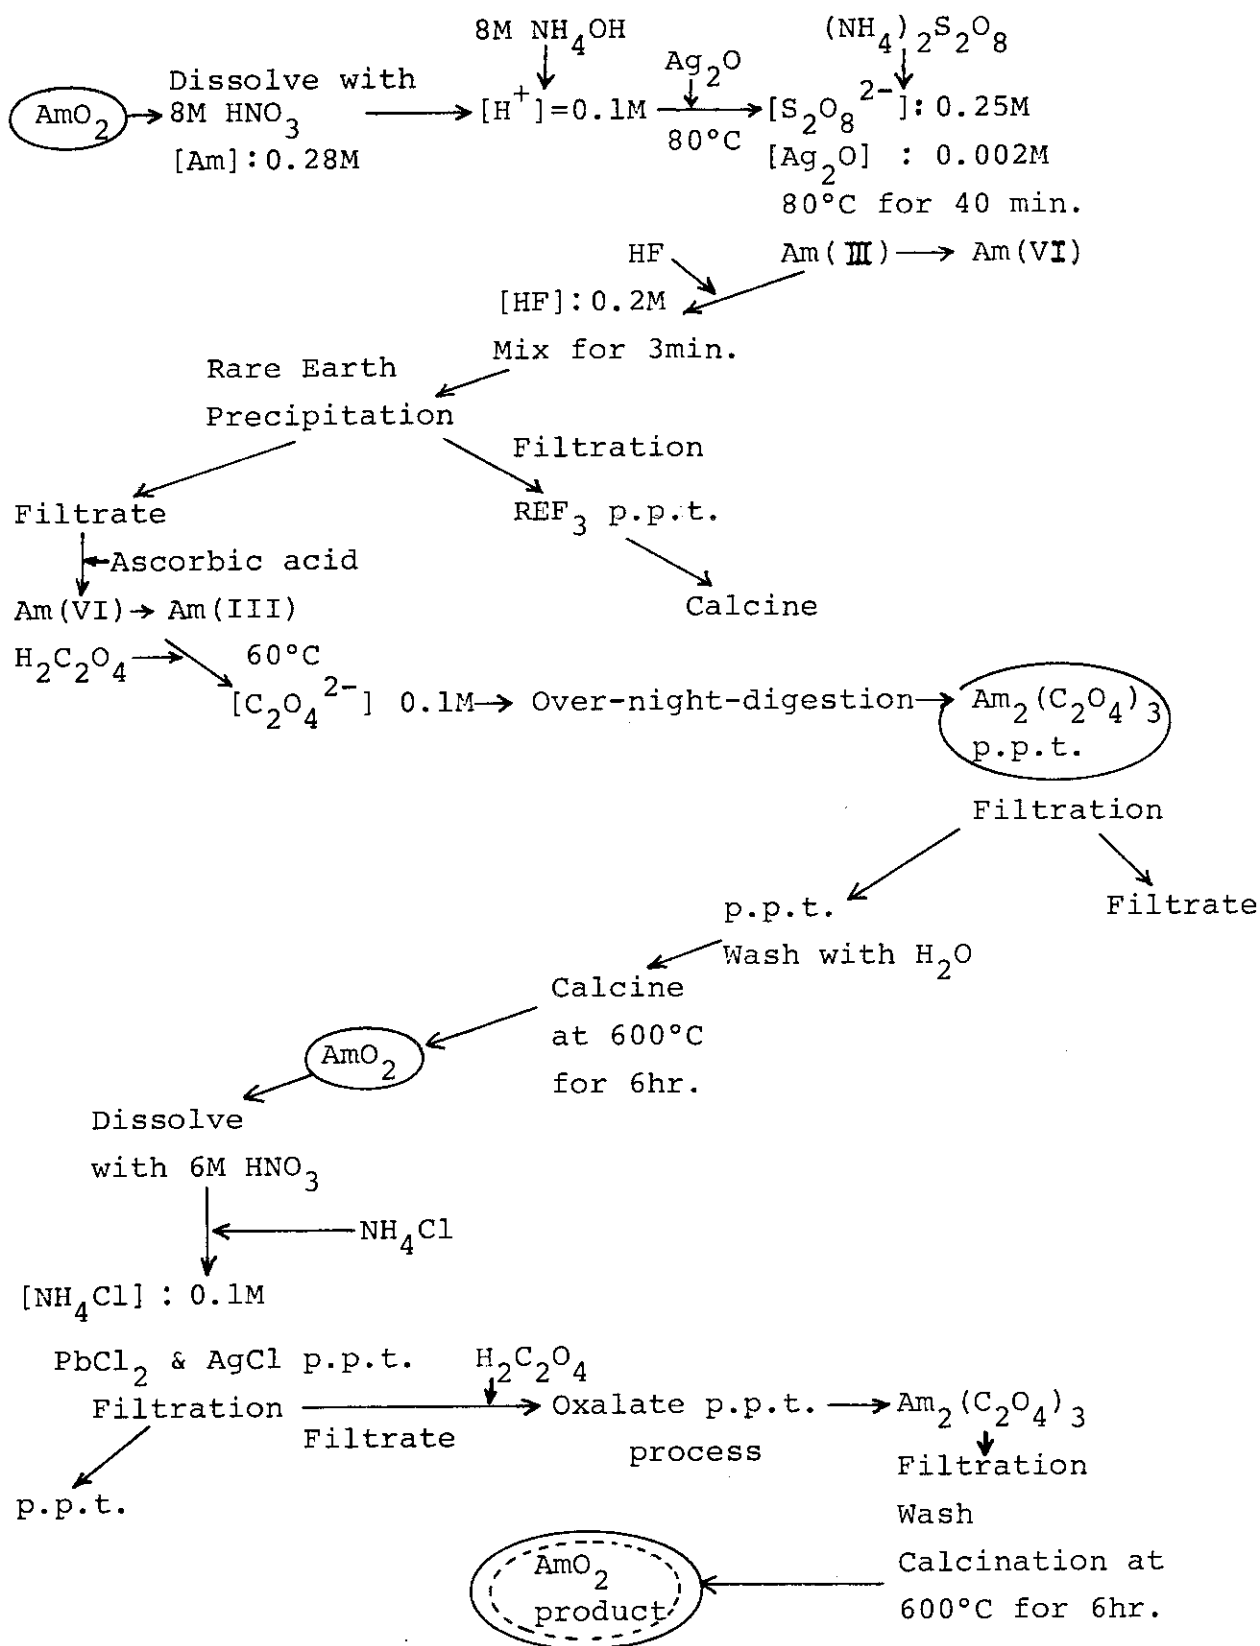 8M NH4OH
(NH4)2S2O8
AmO2
Dissolve with
8M HNO3
[Am]:0.28M
[H+]=0.1M
Ag2O
80°C
[S2O8 2-]: 0.25M
[Ag2O] : 0.002M
80°C for 40 min.
Am(III) → Am(VI)
HF
[HF]:0.2M
Mix for 3min.
Rare Earth
Precipitation
Filtration
Filtrate
REF3 p.p.t.
Ascorbic acid
Calcine
Am(VI)→ Am(III)
H2C2O4
60°C
[C2O4 2-] 0.1M→ Over-night-digestion→ Am2(C2O4)3
p.p.t.
Filtration
p.p.t.
Filtrate
Wash with H2O
Calcine
at 600°C
for 6hr.
AmO2
Dissolve
with 6M HNO3
NH4Cl
[NH4Cl] : 0.1M
PbCl2 & AgCl p.p.t.
H2C2O4
Filtration
Filtrate
Oxalate p.p.t. → Am2(C2O4)3
process
Filtration
p.p.t.
Wash
Calcination at
600°C for 6hr.
AmO2
product